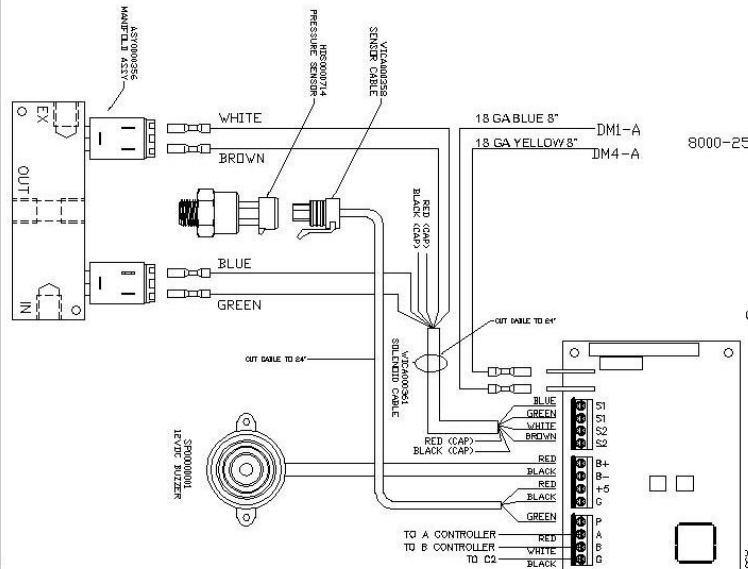 ASY0000356
MANIFOLD ASSY
HDS0000714
PRESSURE SENSOR
VICA000358
SENSOR CABLE
WHITE
BROWN
18 GA BLUE 8"
DM1-A
18 GA YELLOW 8"
DM4-A
8000-25
EX
OUT
IN
RED (CAP)
BLACK (CAP)
BLUE
GREEN
CUT CABLE TO 24"
CUT CABLE TO 24"
WICA000361
SOLENOID CABLE
SP00000001
12VDC BUZZER
BLUE
S1
GREEN
S1
WHITE
S2
BROWN
S2
RED (CAP)
BLACK (CAP)
RED
B+
BLACK
B-
RED
+5
BLACK
G
GREEN
P
TO A CONTROLLER
RED
A
TO B CONTROLLER
WHITE
B
TO C2
BLACK
G